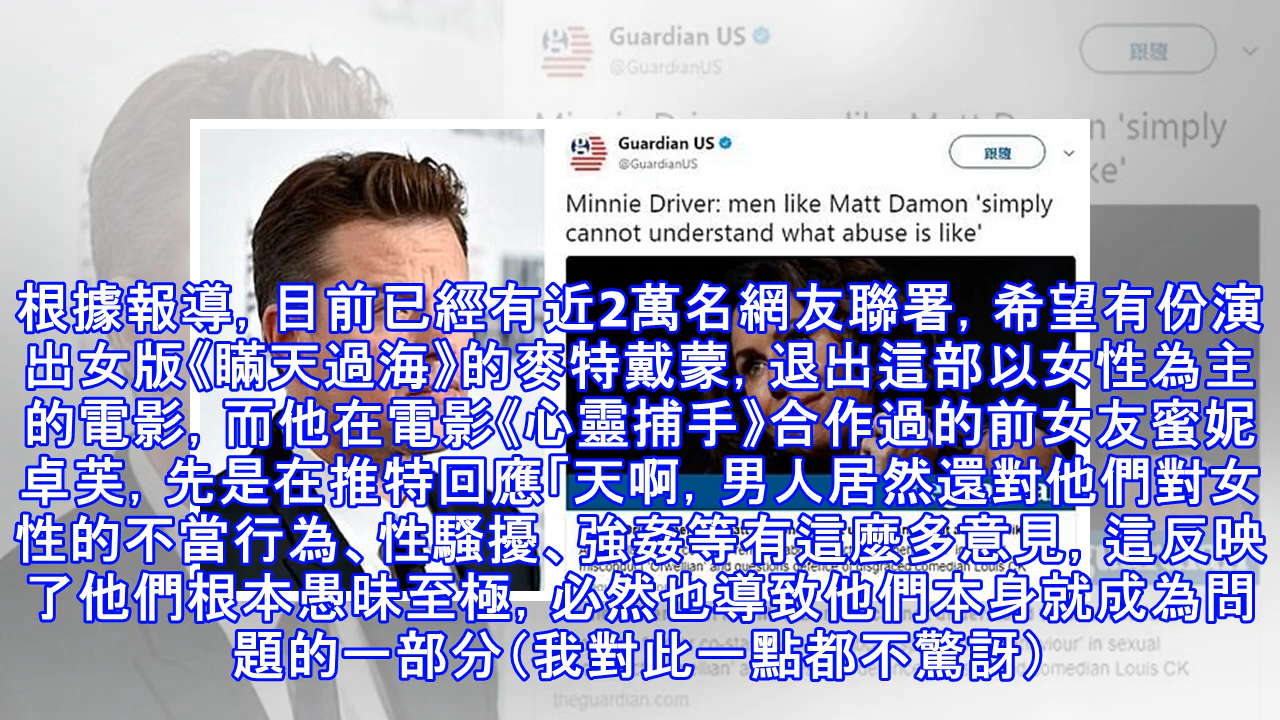 Guardian US
@GuardianUS
跟隨
Guardian US
@GuardianUS
跟隨
Minnie Driver: men like Matt Damon 'simply
cannot understand what abuse is like'
根據報導, 目前已經有近2萬名網友聯署, 希望有份演
出女版《瞞天過海》的麥特戴蒙, 退出這部以女性為主
的電影, 而他在電影《心靈捕手》合作過的前女友蜜妮
卓芙, 先是在推特回應「天啊, 男人居然還對他們對女
性的不當行為、性騷擾、強姦等有這麼多意見, 這反映
了他們根本愚昧至極, 必然也導致他們本身就成為問
題的一部分(我對此一點都不驚訝)
theguardian.com